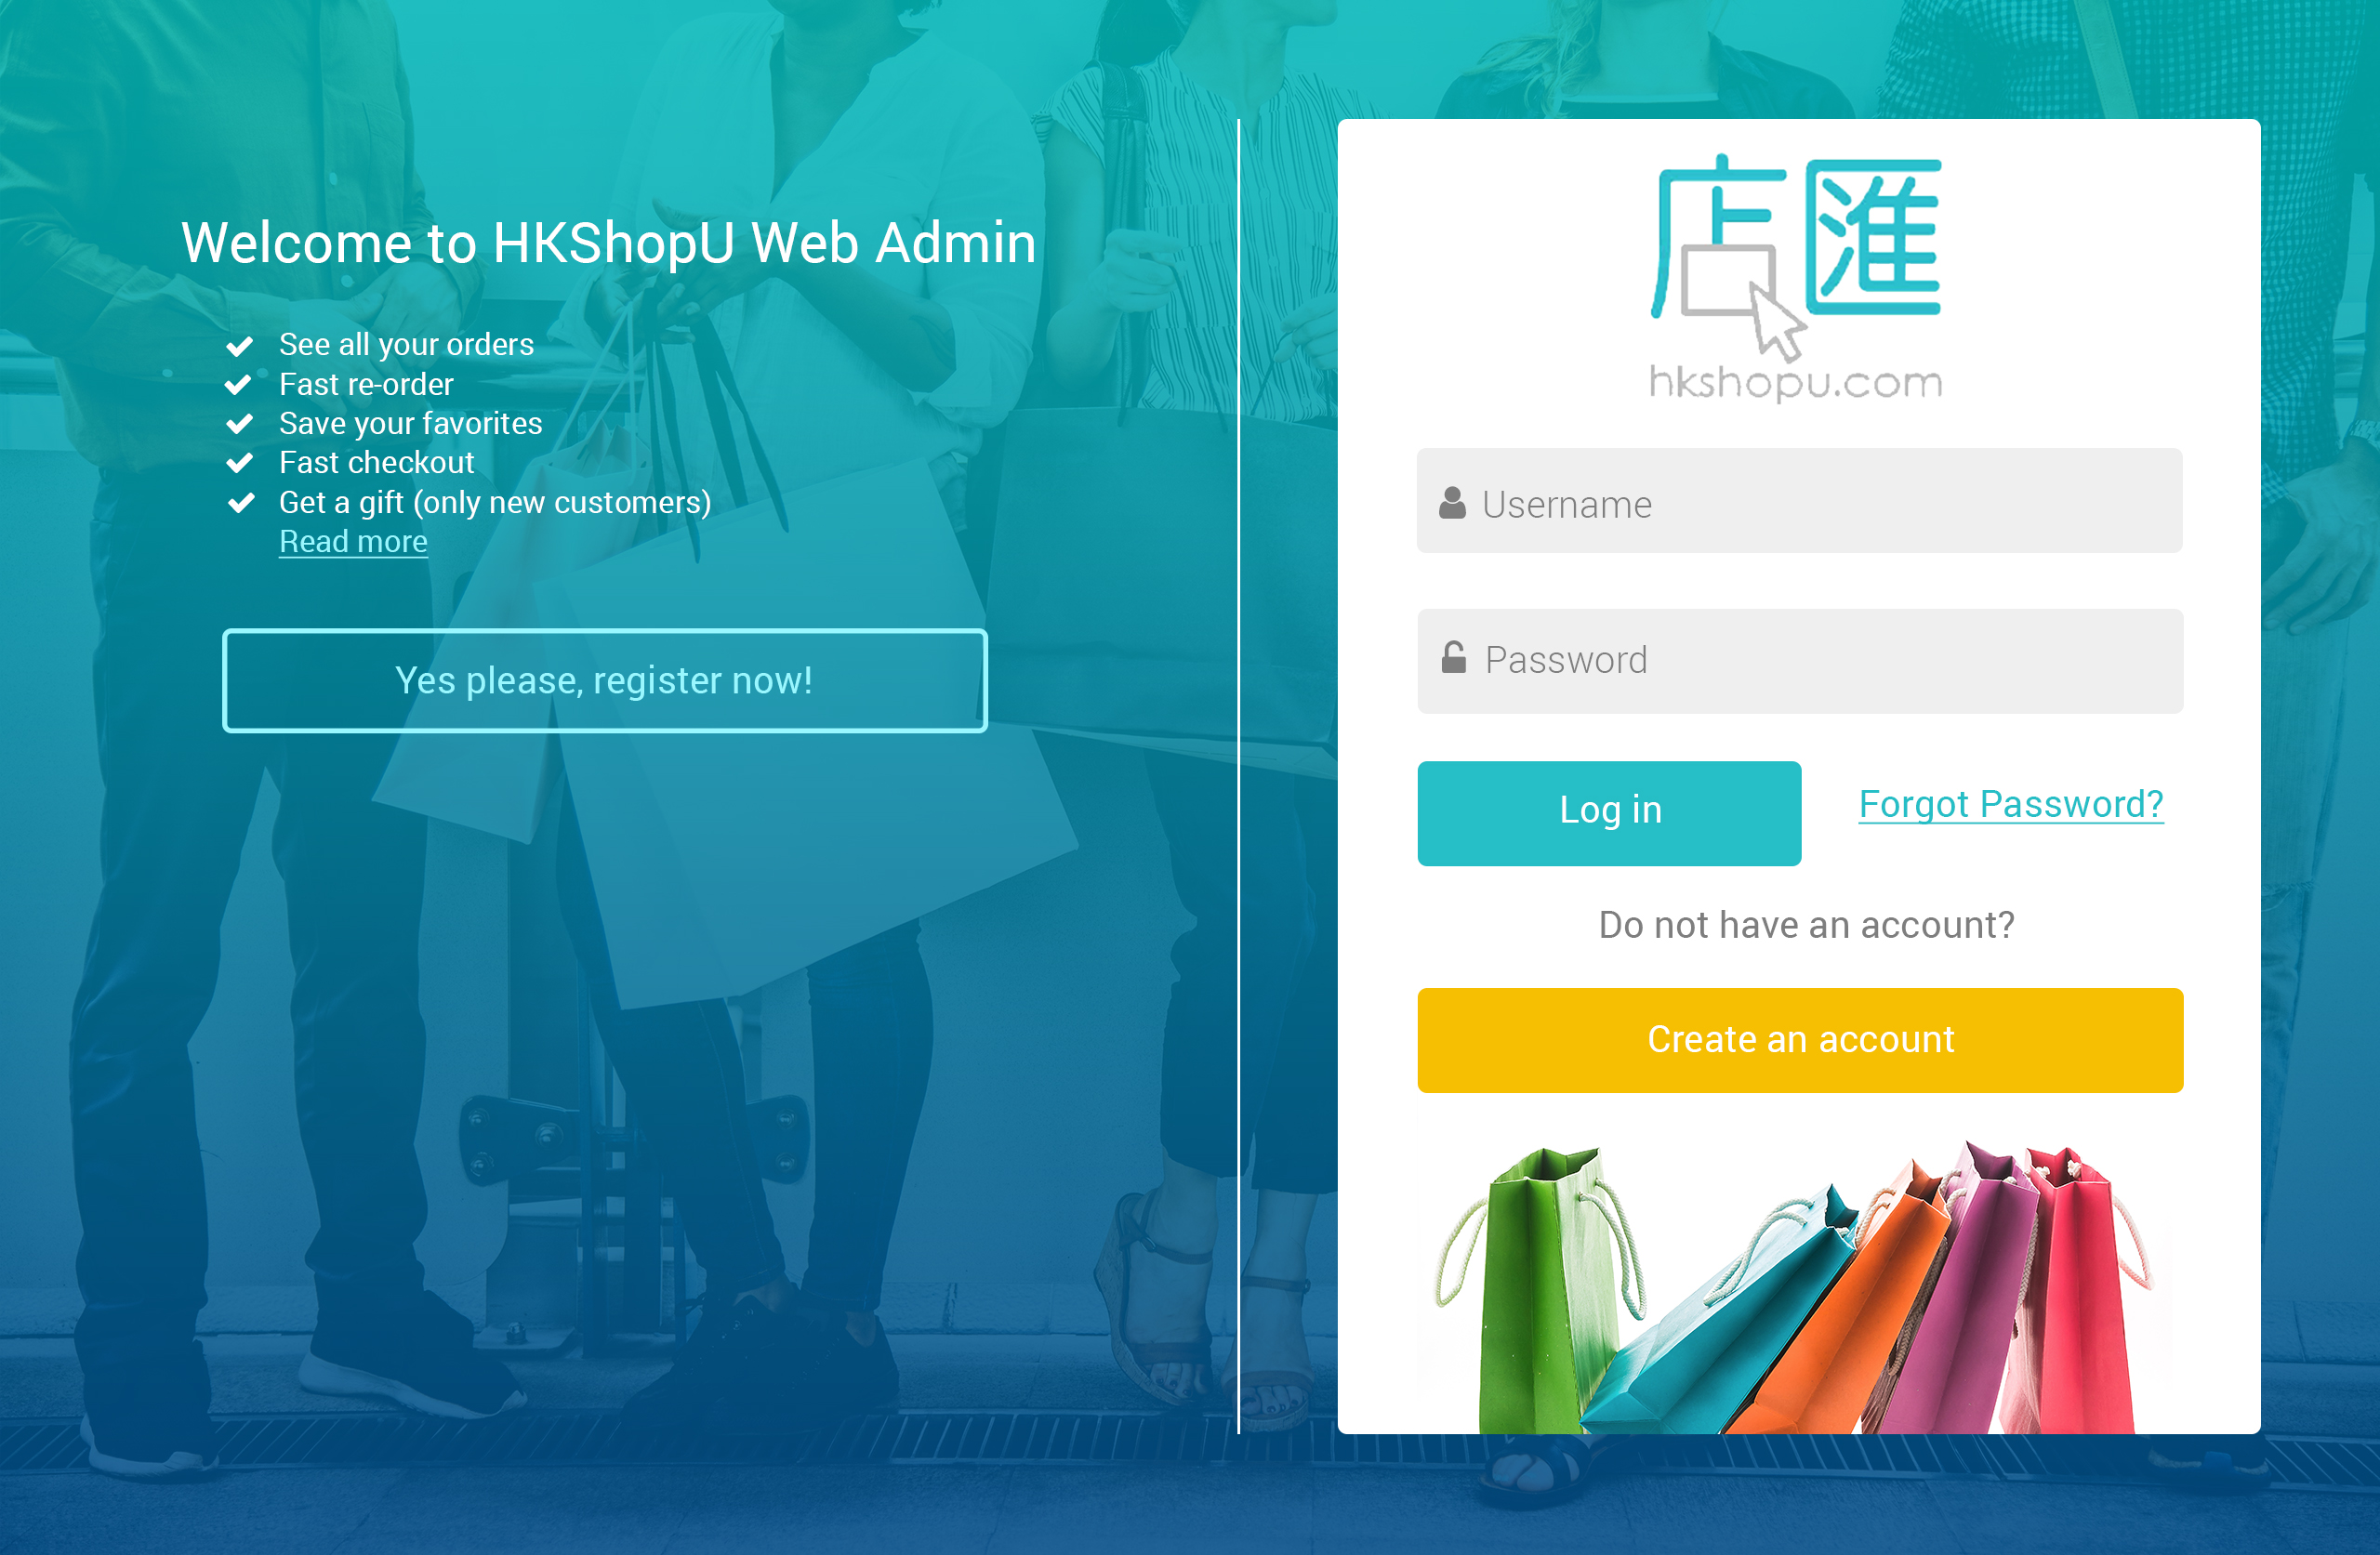 Welcome to HKShopU Web Admin
See all your orders
Fast re-order
Save your favorites
Fast checkout
Get a gift (only new customers)
Read more
Yes please, register now!
店匯
hkshopu.com
Username
Password
Log in
Forgot Password?
Do not have an account?
Create an account